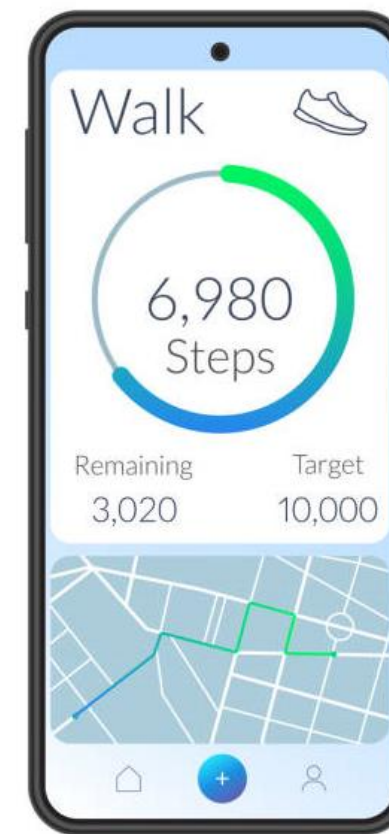 Walk
6,980
Steps
Remaining Target
3,020 10,000
+